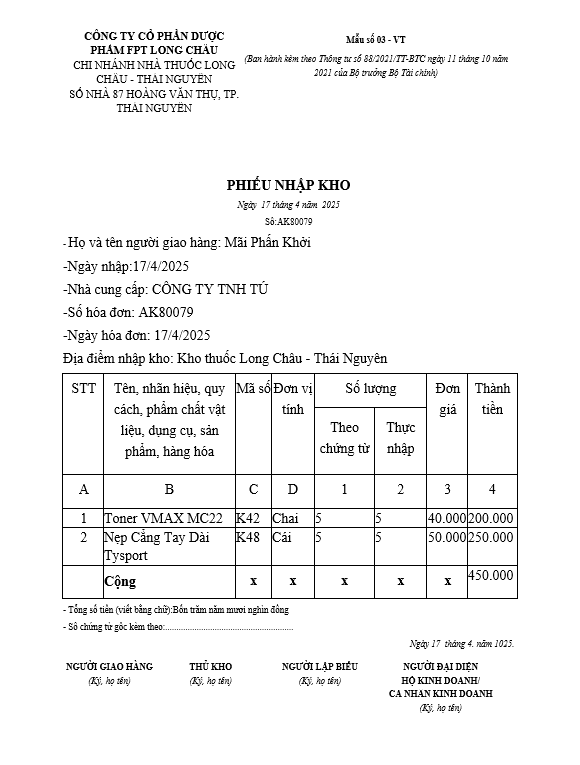 CÔNG TY CỔ PHẦN DƯỢC
PHẨM FPT LONG CHÂU
CHI NHÁNH NHÀ THUỐC LONG
CHÂU - THÁI NGUYÊN
SỐ NHÀ 87 HOÀNG VĂN THỤ, TP.
THÁI NGUYÊN
Mẫu số 03 - VT
(Ban hành kèm theo Thông tư số 88/2021/TT-BTC ngày 11 tháng 10 năm
2021 của Bộ trưởng Bộ Tài chính)
PHIẾU NHẬP KHO
Ngày 17 tháng 4 năm 2025
Số:AK80079
- Họ và tên người giao hàng: Mãi Phấn Khởi
-Ngày nhập:17/4/2025
-Nhà cung cấp: CÔNG TY TNH TÚ
-Số hóa đơn: AK80079
-Ngày hóa đơn: 17/4/2025
Địa điểm nhập kho: Kho thuốc Long Châu - Thái Nguyên
STT Tên, nhãn hiệu, quy Mã số Đơn vị Số lượng Đơn Thành
cách, phẩm chất vật tính giá tiền
liệu, dụng cụ, sản Theo Thực
phẩm, hàng hóa chứng từ nhập
A B C D 1 2 3 4
1 Toner VMAX MC22 K42 Chai 5 5 40.000 200.000
2 Nẹp Cẳng Tay Dài K48 Cái 5 5 50.000 250.000
Tysport
Cộng x x x x x 450.000
- Tổng số tiền (viết bằng chữ):Bốn trăm năm mươi nghìn đồng
- Số chứng từ gốc kèm theo:..........................................................
Ngày 17 tháng 4. năm 1025.
NGƯỜI GIAO HÀNG THỦ KHO NGƯỜI LẬP BIỂU NGƯỜI ĐẠI DIỆN
(Ký, họ tên) (Ký, họ tên) (Ký, họ tên) HỘ KINH DOANH/
CA NHAN KINH DOANH
(Ký, họ tên)